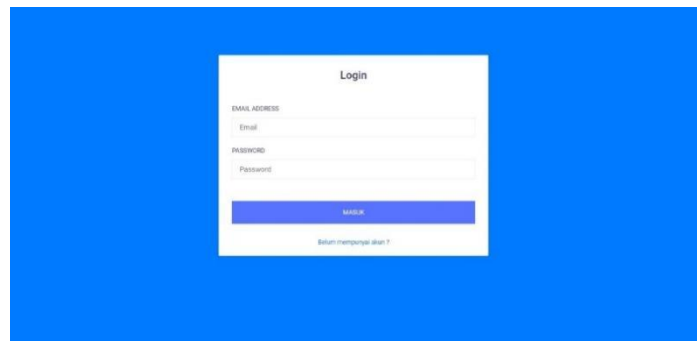 Login
EMAIL ADDRESS
Email
PASSWORD
Password
MASUK
Belum mempunyai akun ?